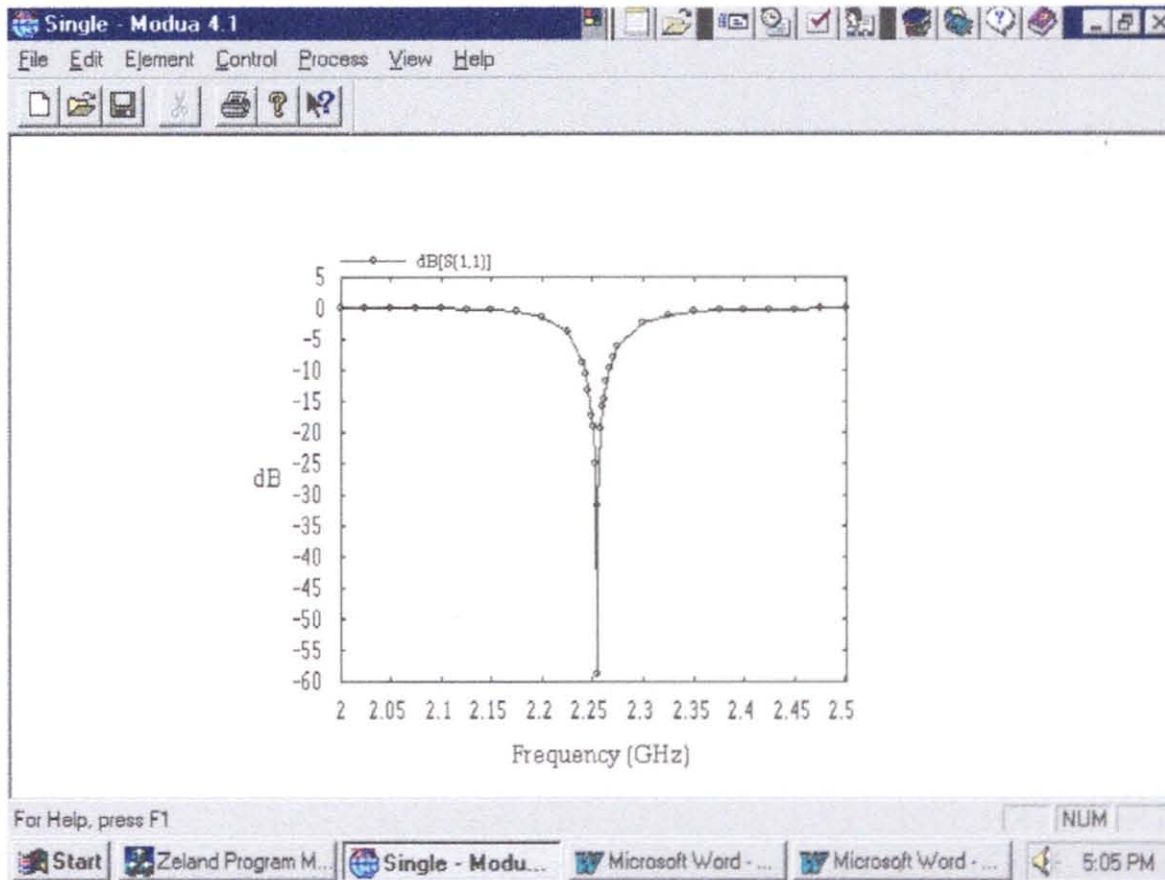 Single - Modua 4.1
File Edit Element Control Process View Help
dB[S(1,1)]
5
0
-5
-10
-15
-20
-25
-30
-35
-40
-45
-50
-55
-60
dB
2 2.05 2.1 2.15 2.2 2.25 2.3 2.35 2.4 2.45 2.5
Frequency (GHz)
For Help, press F1 NUM
Start Zeland Program M... Single - Modu... Microsoft Word - ... Microsoft Word - ... 5:05 PM